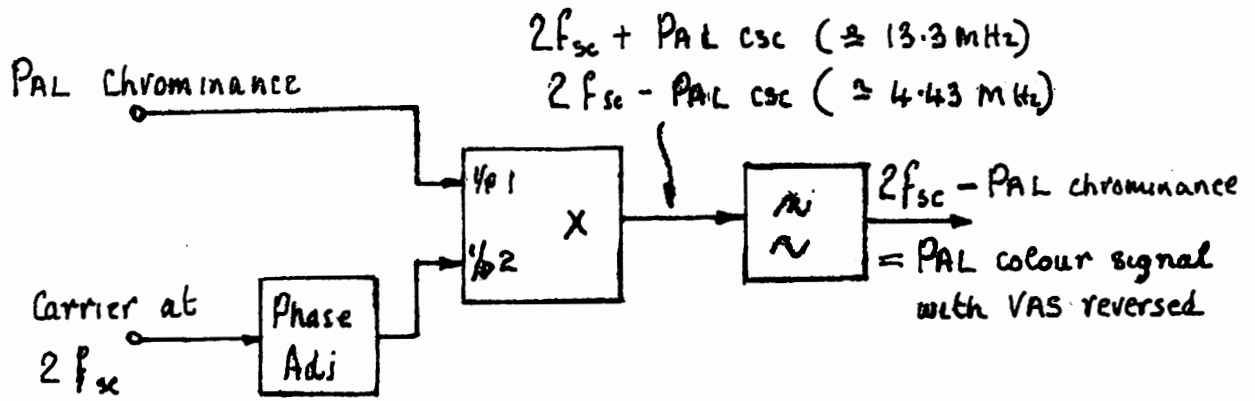 2fsc + PAL csc (≃ 13.3 MHz)
PAL Chrominance
2fsc - PAL csc (≃ 4.43 MHz)
i/p 1
X
2fsc - PAL chrominance
i/p 2
= PAL colour signal
with VAS reversed
Carrier at
2fsc
Phase
Adj